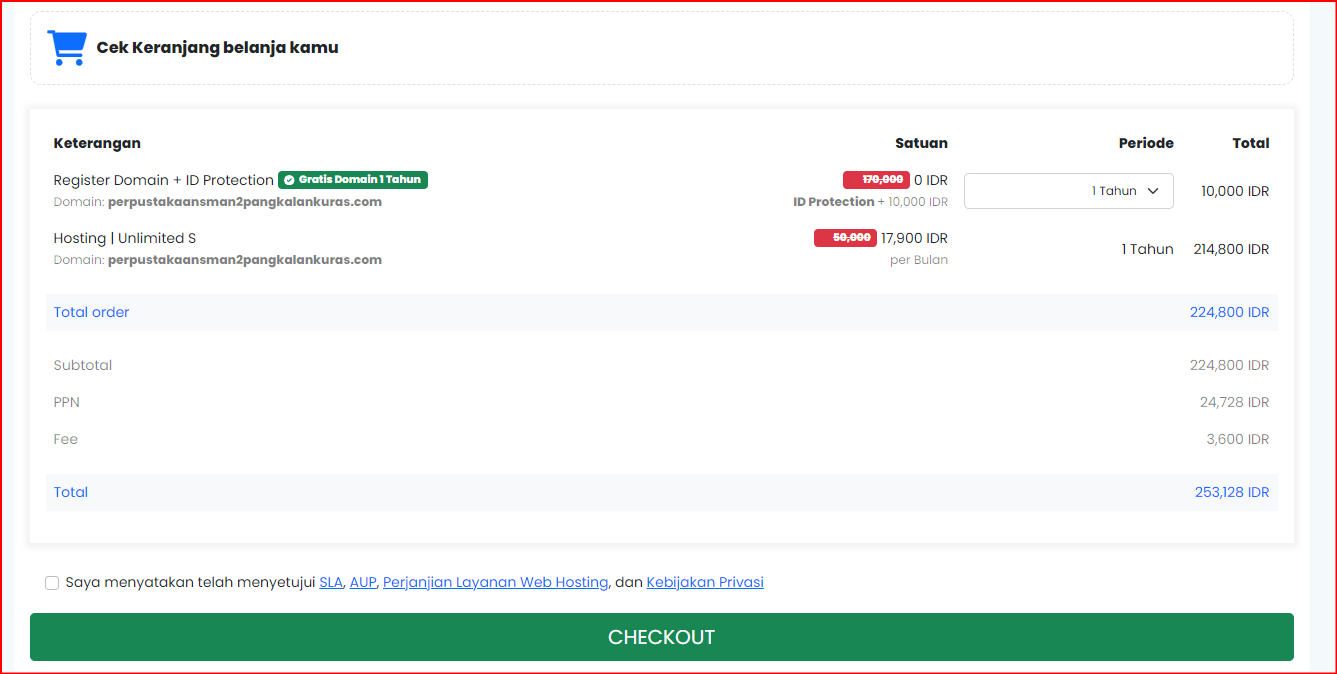 Cek Keranjang belanja kamu
Keterangan Satuan Periode Total
Register Domain + ID Protection Gratis Domain 1 Tahun 170,000 0 IDR 1 Tahun 10,000 IDR
Domain: perpustakaansman2pangkalankuras.com ID Protection + 10,000 IDR
Hosting | Unlimited S 50,000 17,900 IDR 1 Tahun 214,800 IDR
Domain: perpustakaansman2pangkalankuras.com per Bulan
Total order 224,800 IDR
Subtotal 224,800 IDR
PPN 24,728 IDR
Fee 3,600 IDR
Total 253,128 IDR
Saya menyatakan telah menyetujui SLA, AUP, Perjanjian Layanan Web Hosting, dan Kebijakan Privasi
CHECKOUT